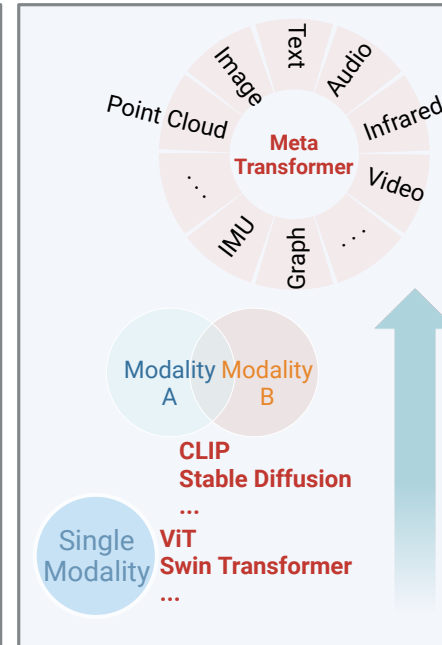 Text
Image
Audio
Point Cloud
Infrared
Meta
Transformer
Video
. . .
IMU
Graph
. . .
Modality
A
Modality
B
CLIP
Stable Diffusion
...
Single
Modality
ViT
Swin Transformer
...